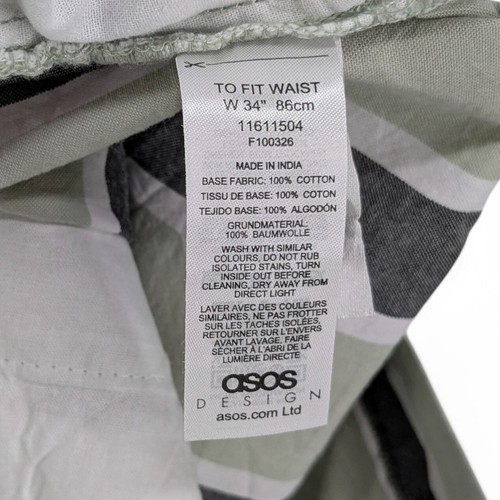 TO FIT WAIST
W 34" 86cm
11611504
F100326
MADE IN INDIA
BASE FABRIC: 100% COTTON
TISSU DE BASE: 100% COTON
TEJIDO BASE: 100% ALGODÓN
GRUNDMATERIAL:
100% BAUMWOLLE
WASH WITH SIMILAR
COLOURS, DO NOT RUB
ISOLATED STAINS, TURN
INSIDE OUT BEFORE
CLEANING, DRY AWAY FROM
DIRECT LIGHT
LAVER AVEC DES COULEURS
SIMILAIRES, NE PAS FROTTER
SUR LES TACHES ISOLÉES,
RETOURNER SUR L'ENVERS
AVANT LAVAGE, FAIRE
SÉCHER À L'ABRI DE LA
LUMIÈRE DIRECTE
asos
DESIGN
asos.com Ltd